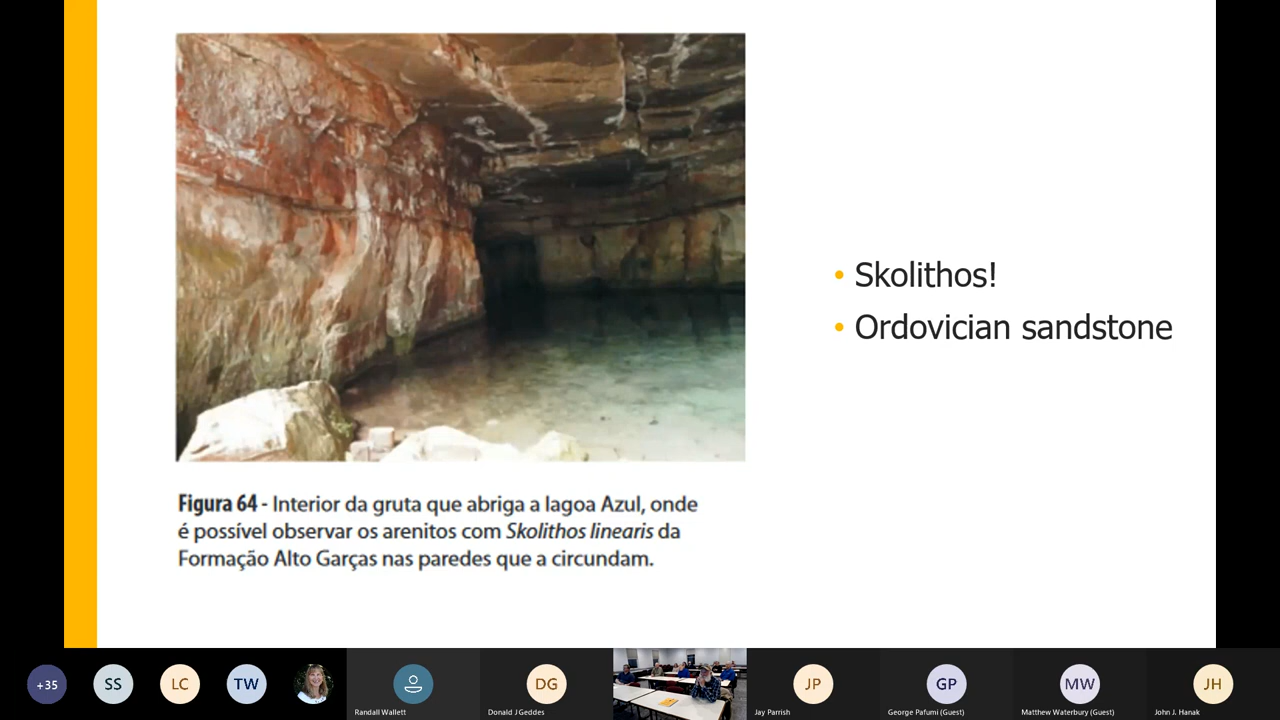 Skolithos!
Ordovician sandstone
Figura 64 - Interior da gruta que abriga a lagoa Azul, onde
é possível observar os arenitos com Skolithos linearis da
Formação Alto Garças nas paredes que a circundam.
+35
SS
LC
TW
Randall Wallett
DG
Donald J Geddes
JP
Jay Parrish
GP
George Pafumi (Guest)
MW
Matthew Waterbury (Guest)
JH
John J. Hanak